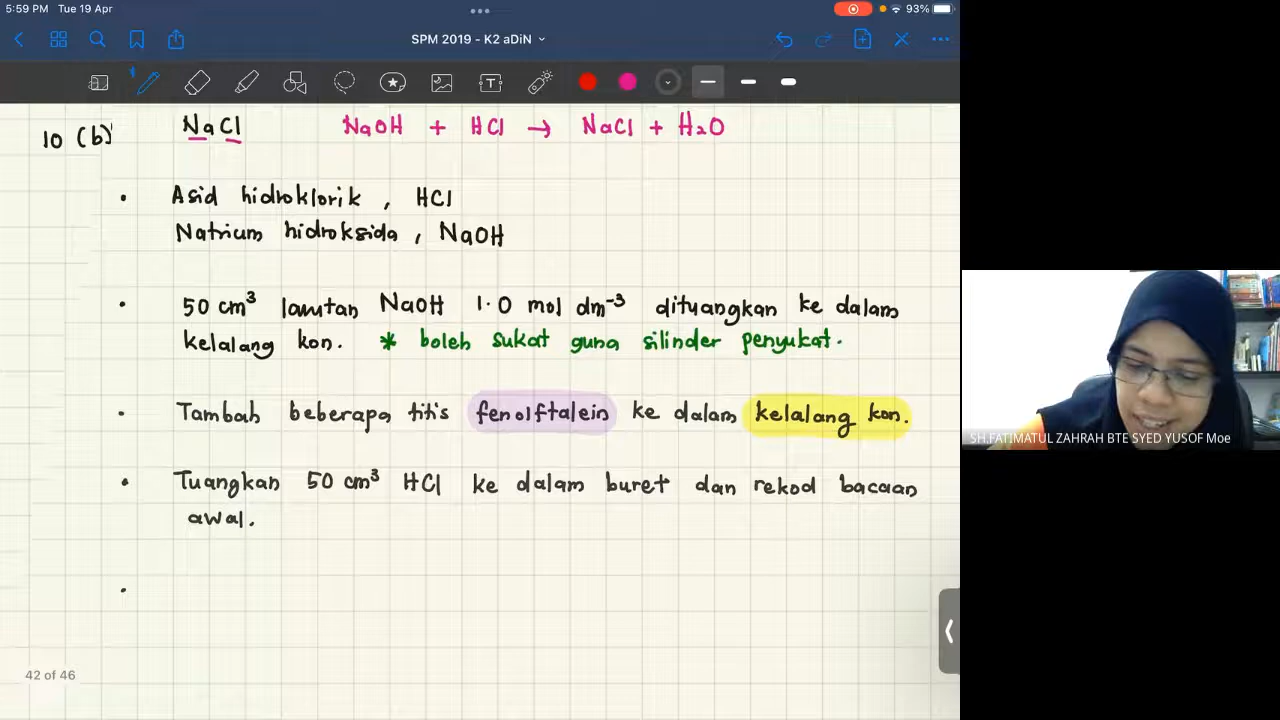 5:59 PM Tue 19 Apr
93%
SPM 2019 - K2 aDiN
10 (b) NaCl NaOH + HCl → NaCl + H₂O
• Asid hidroklorik , HCl
Natrium hidroksida , NaOH
• 50 cm³ larutan NaOH 1.0 mol dm⁻³ dituangkan ke dalam
kelalang kon. * boleh sukat guna silinder penyukat.
• Tambah beberapa titis fenolftalein ke dalam kelalang kon.
• Tuangkan 50 cm³ HCl ke dalam buret dan rekod bacaan
awal.
•
42 of 46
SH.FATIMATUL ZAHRAH BTE SYED YUSOF Moe